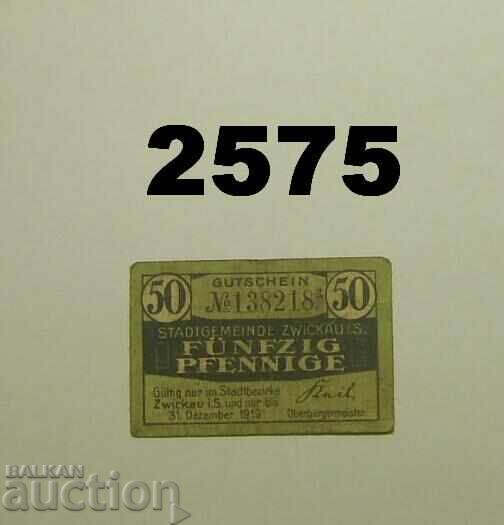 2575
GUTSCHEIN
50 No 138218 * 50
STADTGEMEINDE ZWICKAU I.S.
FÜNFZIG
PFENNIGE
Gültig nur im Stadtbezirke
Zwickau i.S. und nur bis
31. Dezember 1919
Oberbürgermeister
BALKAN
auction